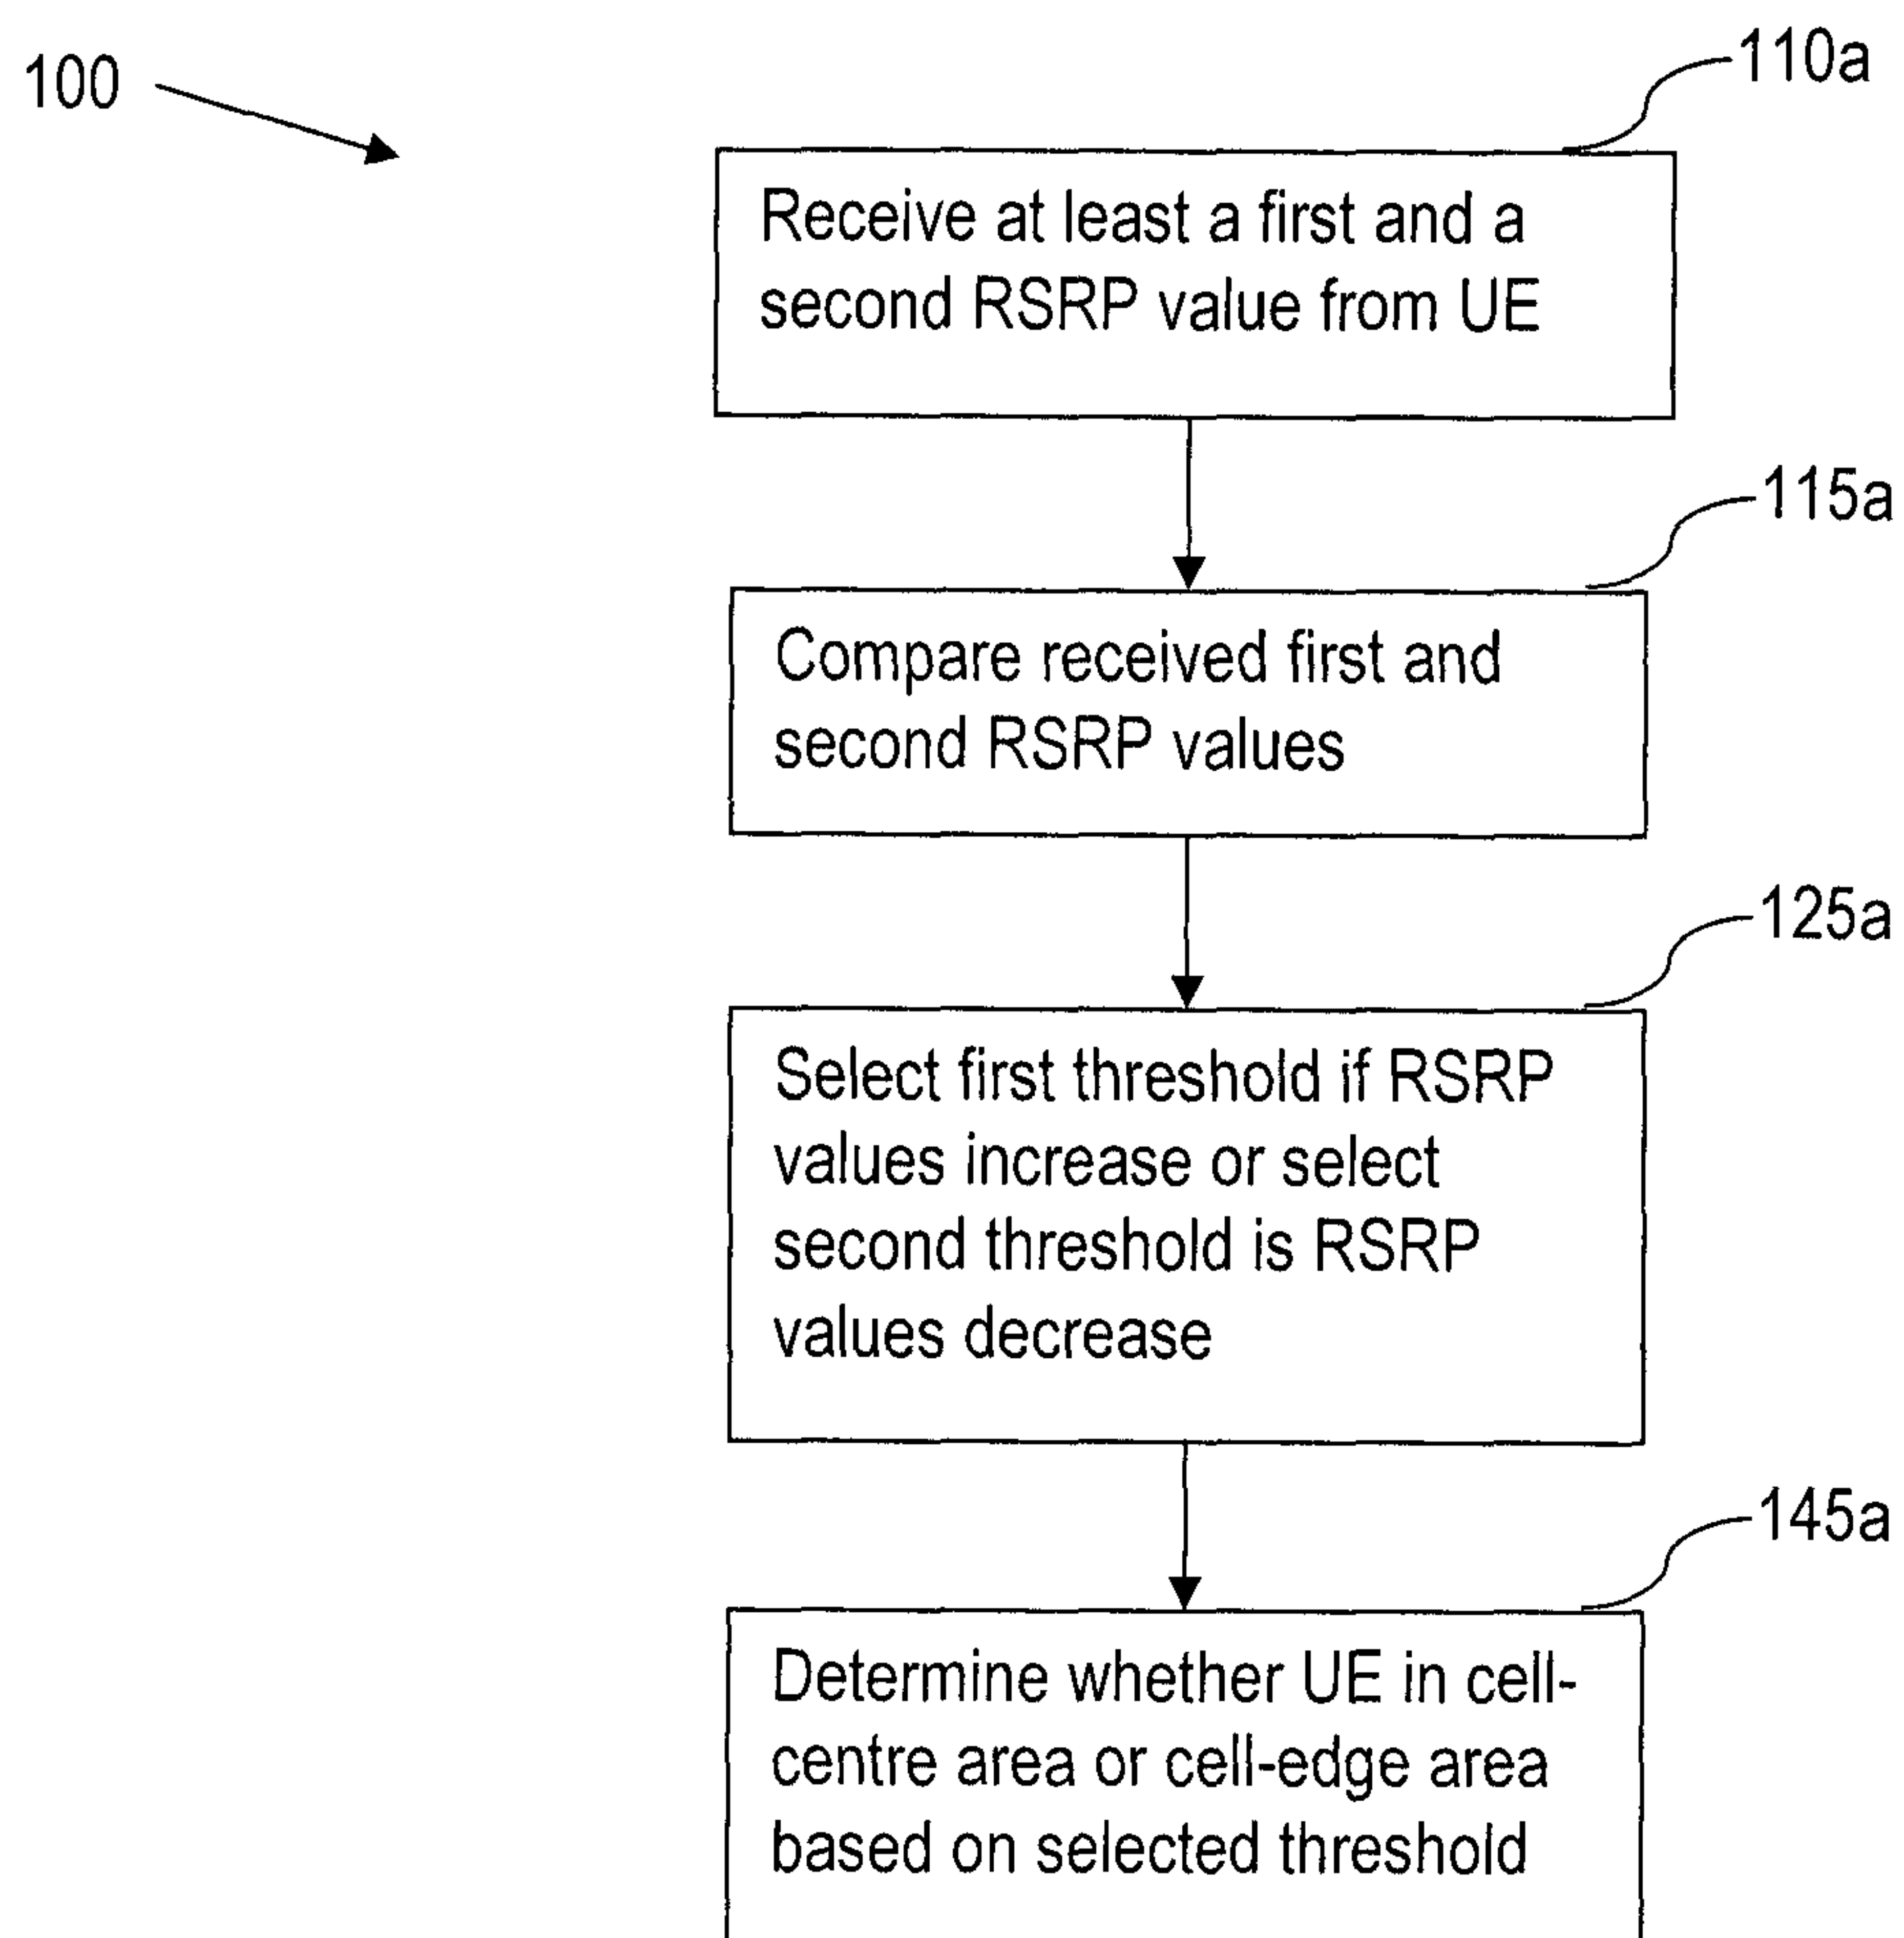 100
110a
Receive at least a first and a
second RSRP value from UE
115a
Compare received first and
second RSRP values
125a
Select first threshold if RSRP
values increase or select
second threshold is RSRP
values decrease
145a
Determine whether UE in cell-
centre area or cell-edge area
based on selected threshold